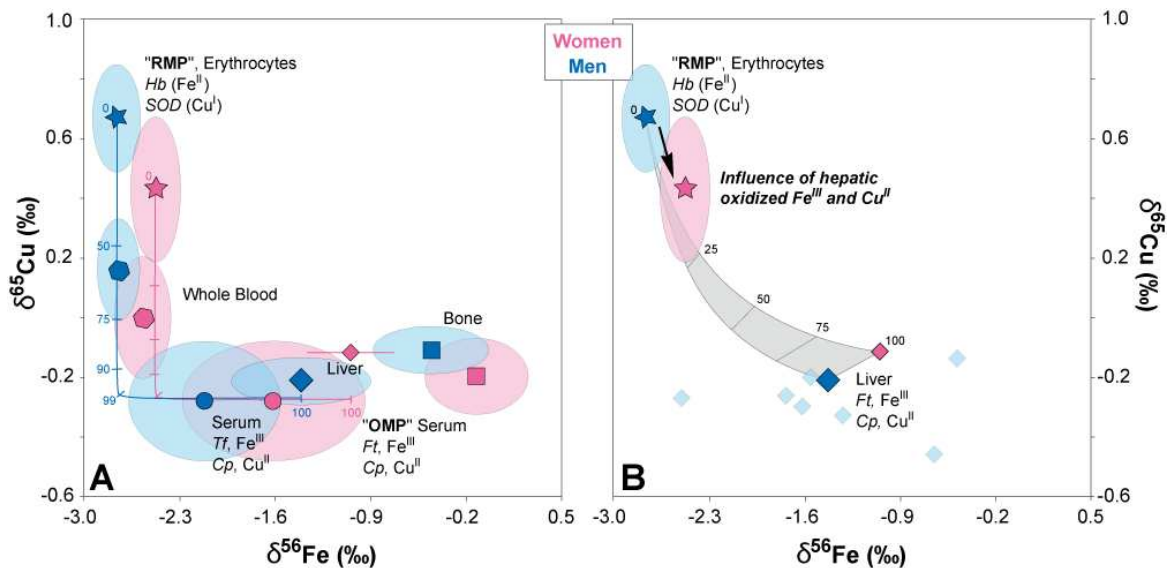 Women
Men
1.0
0.6
0.2
-0.2
-0.6
δ⁶⁵Cu (‰)
"RMP", Erythrocytes
Hb (Feᴵᴵ)
SOD (Cuᴵ)
0
0
50
75
90
99
100
100
Whole Blood
Bone
Liver
Serum
Tf, Feᴵᴵᴵ
Cp, Cuᴵᴵ
"OMP" Serum
Ft, Feᴵᴵᴵ
Cp, Cuᴵᴵ
A
-3.0
-2.3
-1.6
-0.9
-0.2
0.5
δ⁵⁶Fe (‰)
"RMP", Erythrocytes
Hb (Feᴵᴵ)
SOD (Cuᴵ)
0
Influence of hepatic
oxidized Feᴵᴵᴵ and Cuᴵᴵ
25
50
75
100
Liver
Ft, Feᴵᴵᴵ
Cp, Cuᴵᴵ
B
-3.0
-2.3
-1.6
-0.9
-0.2
0.5
δ⁵⁶Fe (‰)
1.0
0.6
0.2
-0.2
-0.6
δ⁶⁵Cu (‰)